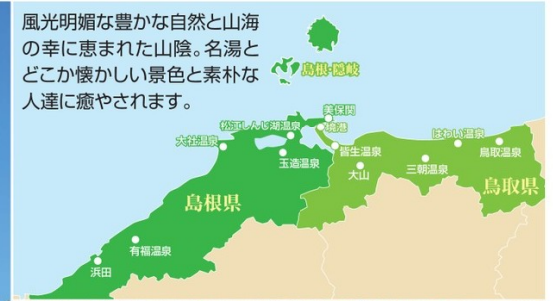 風光明媚な豊かな自然と山海
の幸に恵まれた山陰。名湯と
どこか懐かしい景色と素朴な
人達に癒やされます。
島根・隠岐
美保関
松江しんじ湖温泉
境港
大社温泉
はわい温泉
皆生温泉
鳥取温泉
玉造温泉
大山
三朝温泉
島根県
鳥取県
有福温泉
浜田